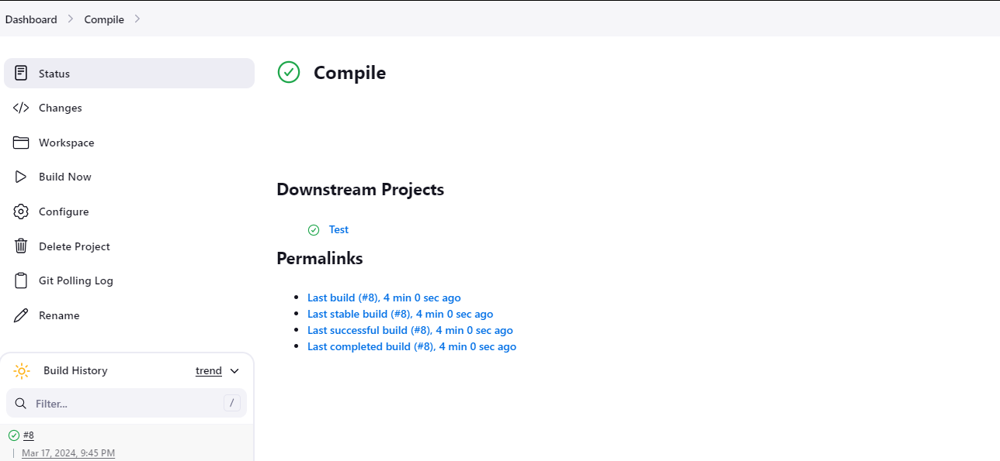 Dashboard > Compile >
Status
Changes
Workspace
Build Now
Configure
Delete Project
Git Polling Log
Rename
Build History trend
Filter... /
#8
Mar 17, 2024, 9:45 PM
Compile
Downstream Projects
Test
Permalinks
Last build (#8), 4 min 0 sec ago
Last stable build (#8), 4 min 0 sec ago
Last successful build (#8), 4 min 0 sec ago
Last completed build (#8), 4 min 0 sec ago